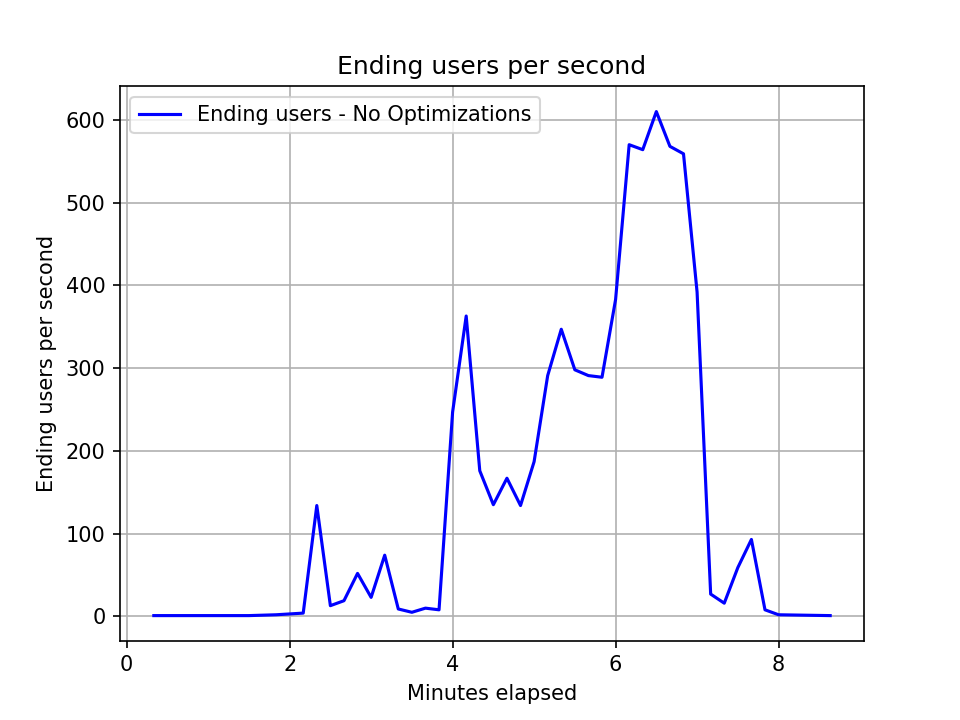 Ending users per second
Ending users - No Optimizations
600
500
400
300
200
100
0
Ending users per second
0 2 4 6 8
Minutes elapsed